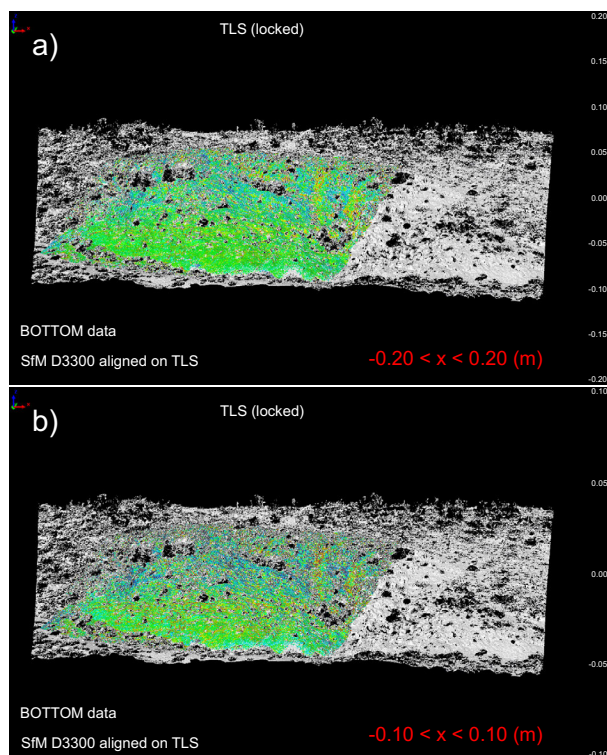 a)
TLS (locked)
0.20
0.15
0.10
0.05
0.00
-0.05
-0.10
-0.15
-0.20
BOTTOM data
SfM D3300 aligned on TLS
-0.20 < x < 0.20 (m)
b)
TLS (locked)
0.10
0.05
0.00
-0.05
-0.10
BOTTOM data
SfM D3300 aligned on TLS
-0.10 < x < 0.10 (m)